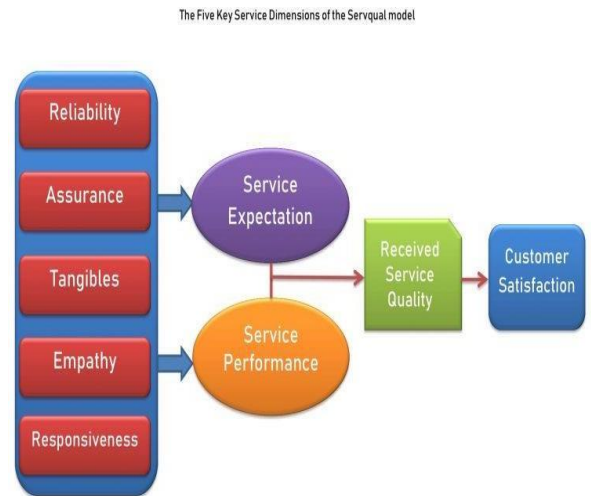 The Five Key Service Dimensions of the Servqual model
Reliability
Assurance
Tangibles
Empathy
Responsiveness
Service
Expectation
Service
Performance
Received
Service
Quality
Customer
Satisfaction